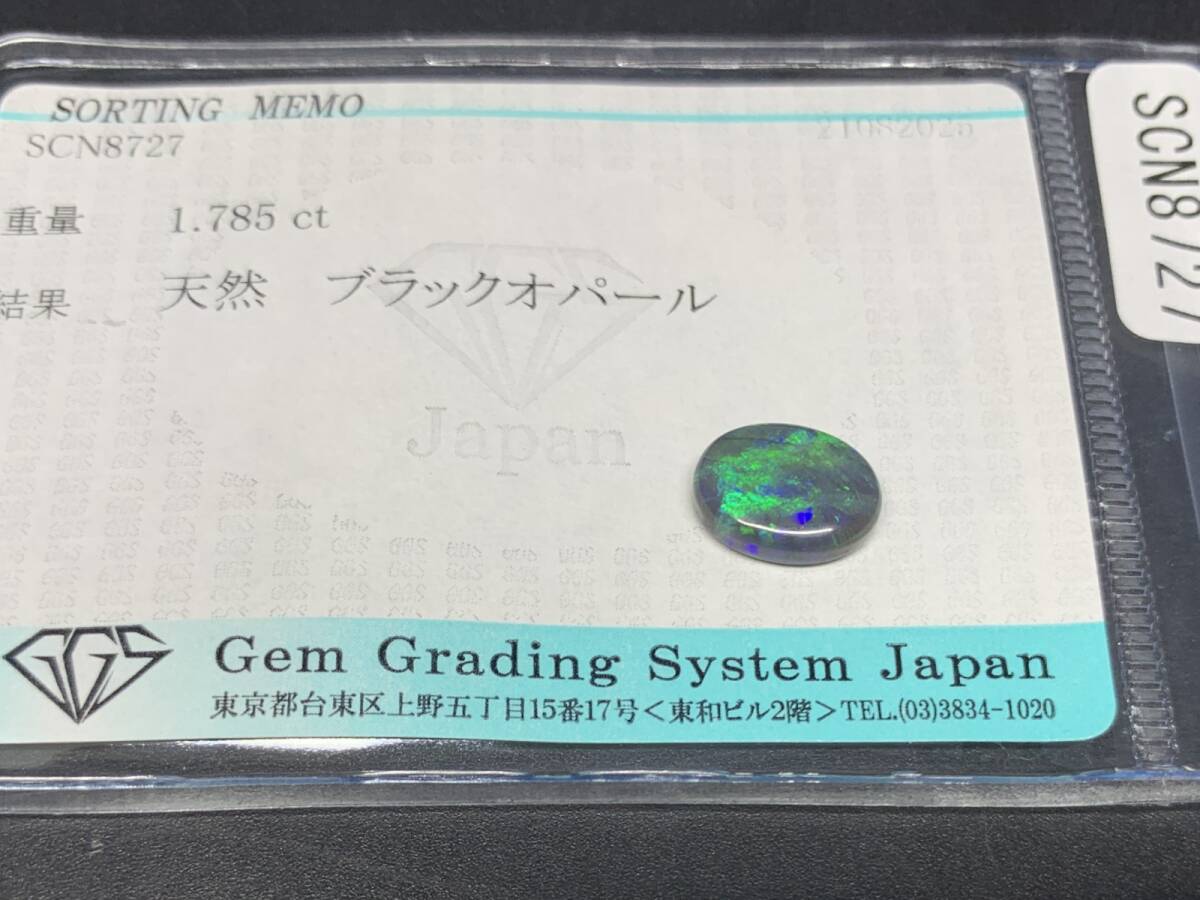 SORTING MEMO
SCN8727
21082025
重量 1.785 ct
結果 天然 ブラックオパール
Japan
GGS
Gem Grading System Japan
東京都台東区上野五丁目15番17号＜東和ビル2階＞TEL.(03)3834-1020
SCN8727